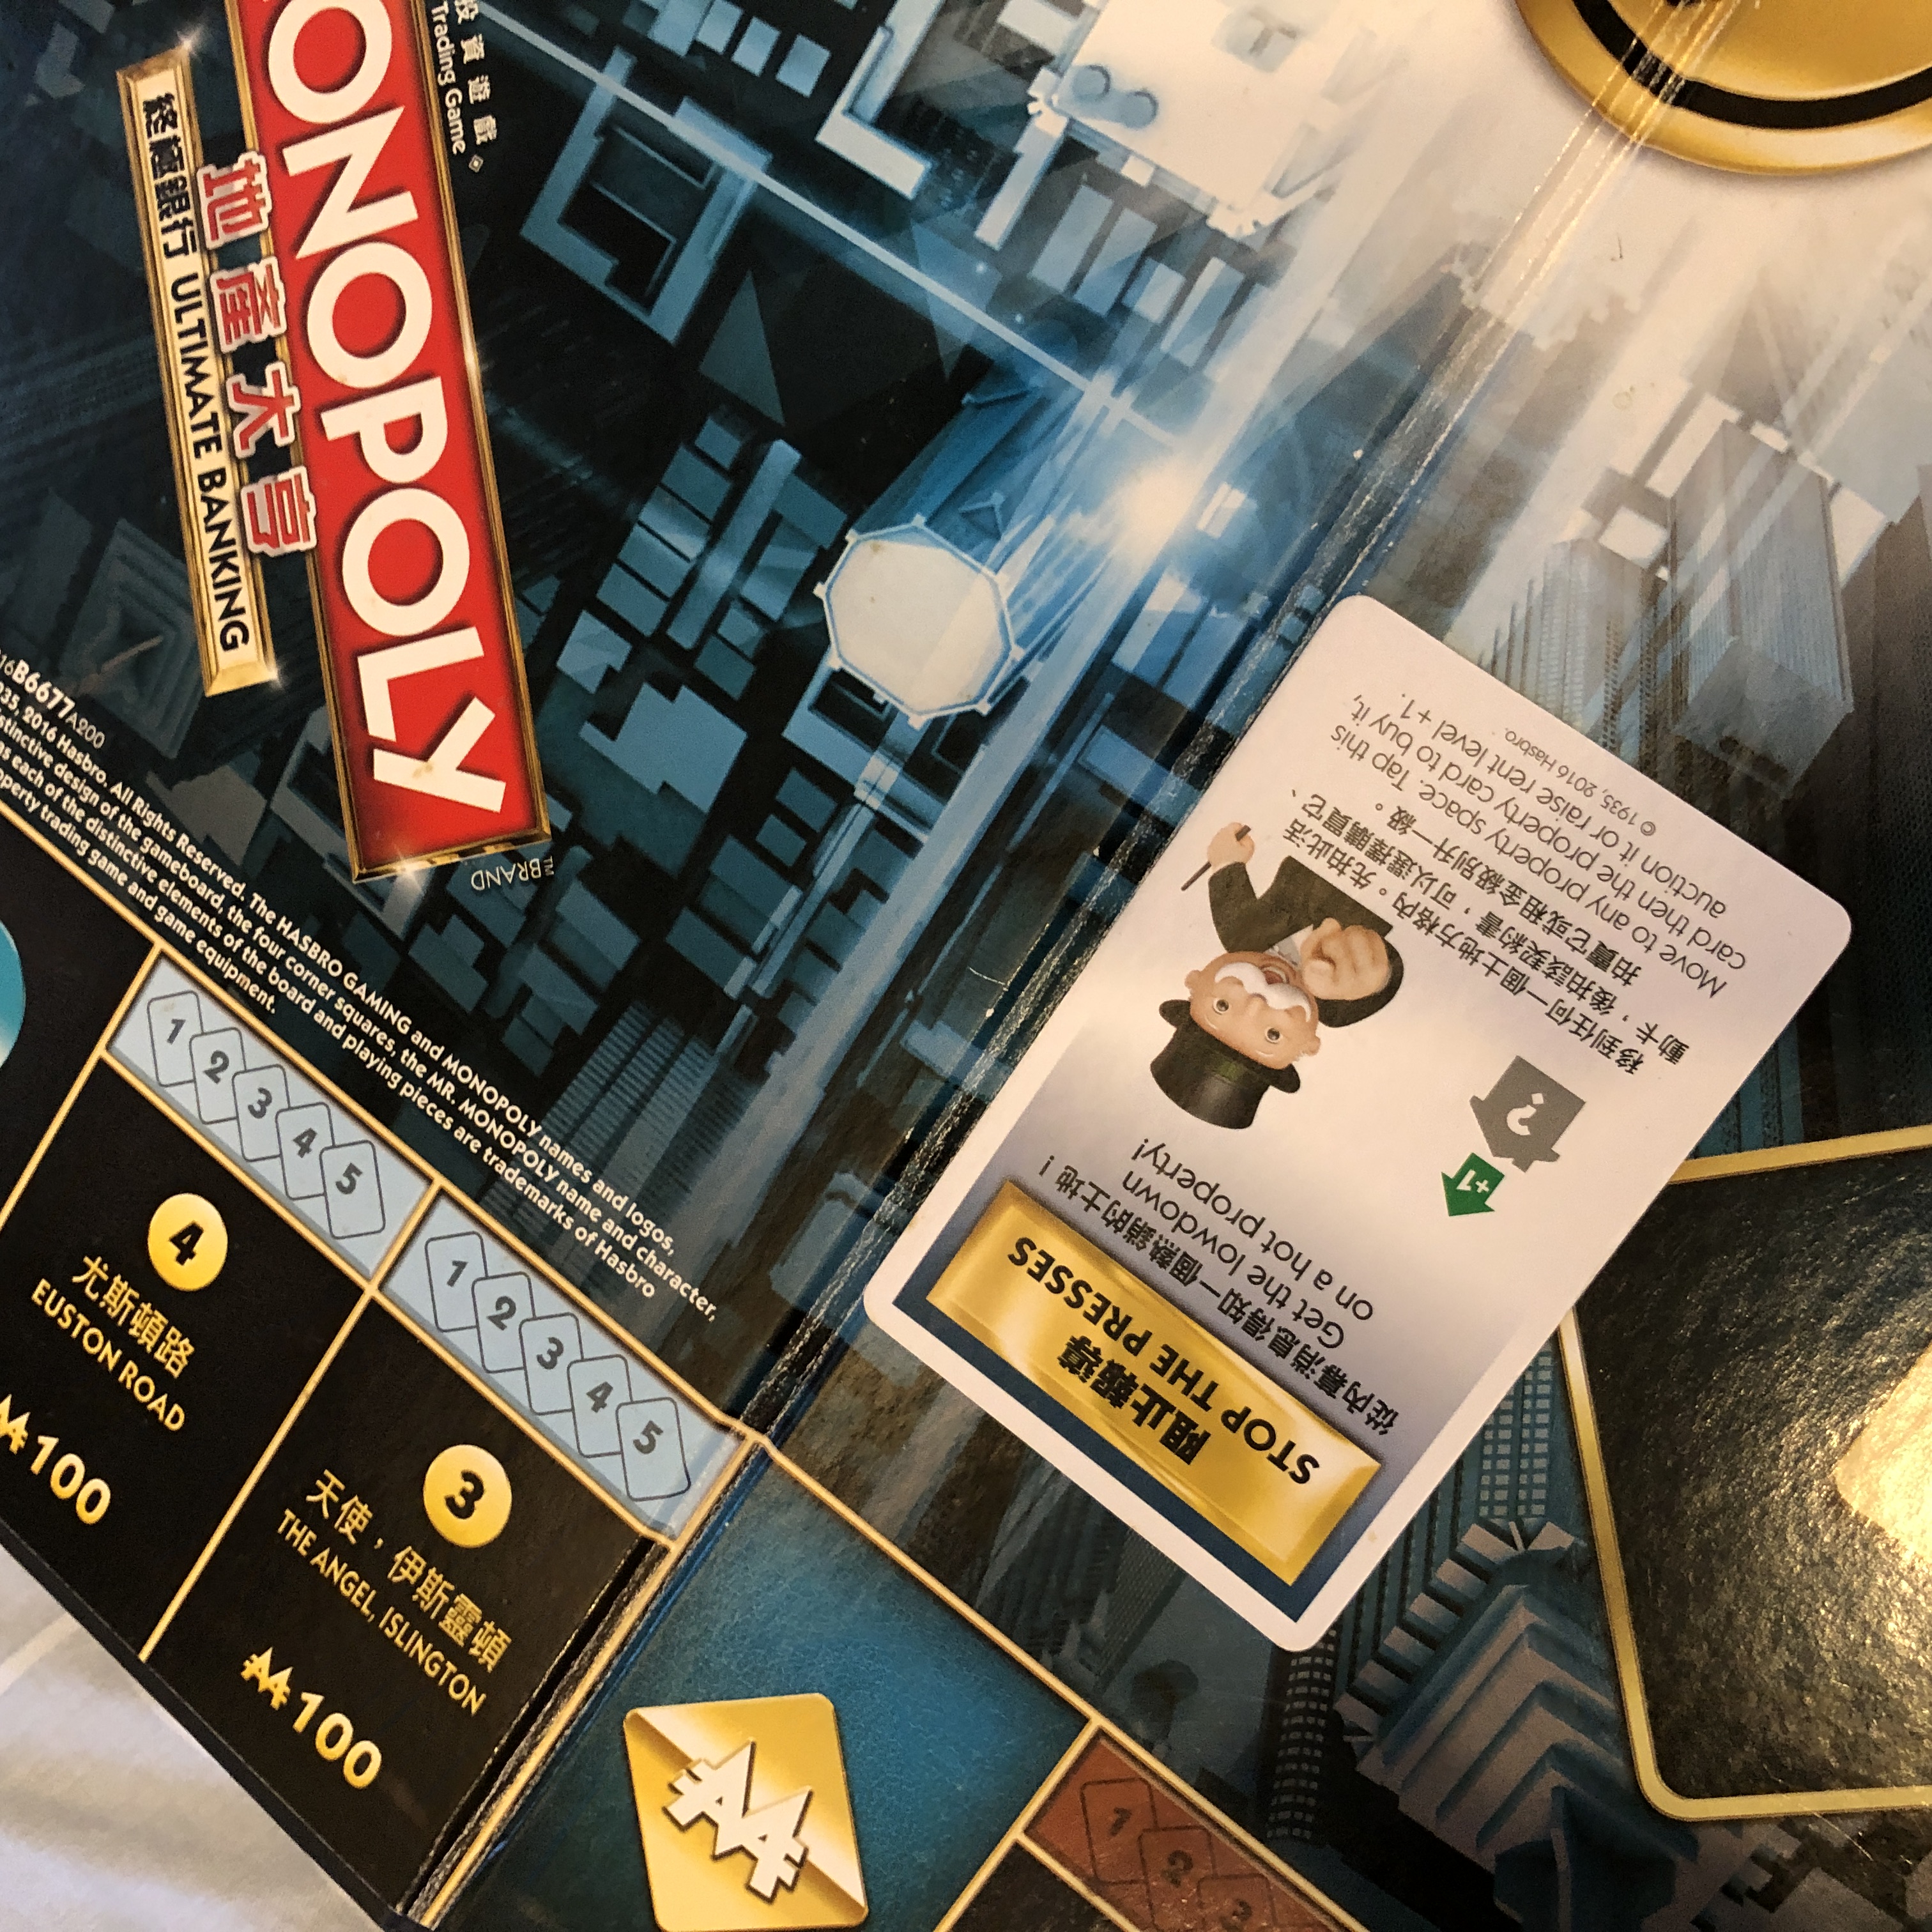 ₩100
尤斯頓路
EUSTON ROAD
4
1
2
3
4
5
₩100
天使，伊斯靈頓
THE ANGEL, ISLINGTON
3
1
2
3
4
5
B6677A200
2016 Hasbro. All Rights Reserved. The HASBRO GAMING and MONOPOLY names and logos,
design of the gameboard, the four corner squares, the MR. MONOPOLY name and character,
as each of the distinctive elements of the board and playing pieces are trademarks of Hasbro
trading game and game equipment.
ONOPOLY
™BRAND
地產大亨
終極銀行 ULTIMATE BANKING
資遊戲
Trading Game
1
2
3
阻止報導
STOP THE PRESSES
從內幕消息得知一個熱銷的土地！
Get the lowdown
on a hot property!
+1
?
移到任何一個土地方格內。先拍此活
動卡，後拍該契約書，可以選擇購買它、
拍賣它或租金級別升一級。
Move to any property space. Tap this
card then the property card to buy it,
auction it or raise rent level +1.
© 1935, 2016 Hasbro.